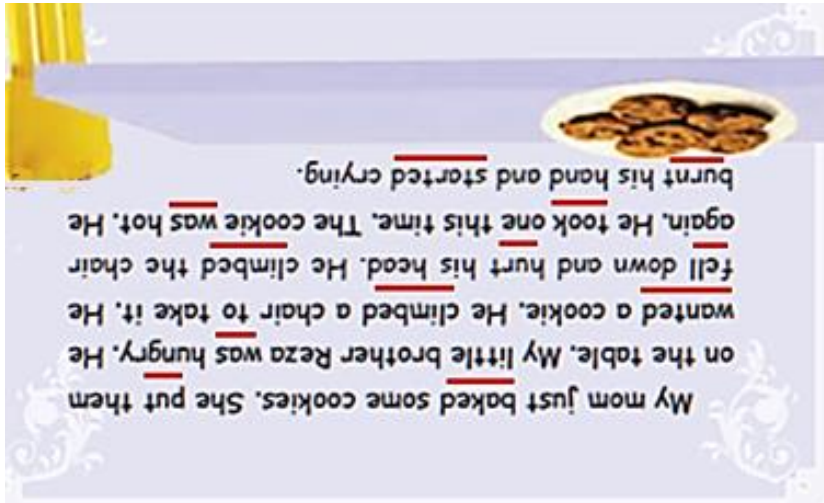 My mom just baked some cookies. She put them
on the table. My little brother Reza was hungry. He
wanted a cookie. He climbed a chair to take it. He
fell down and hurt his head. He climbed the chair
again. He took one this time. The cookie was hot. He
burnt his hand and started crying.